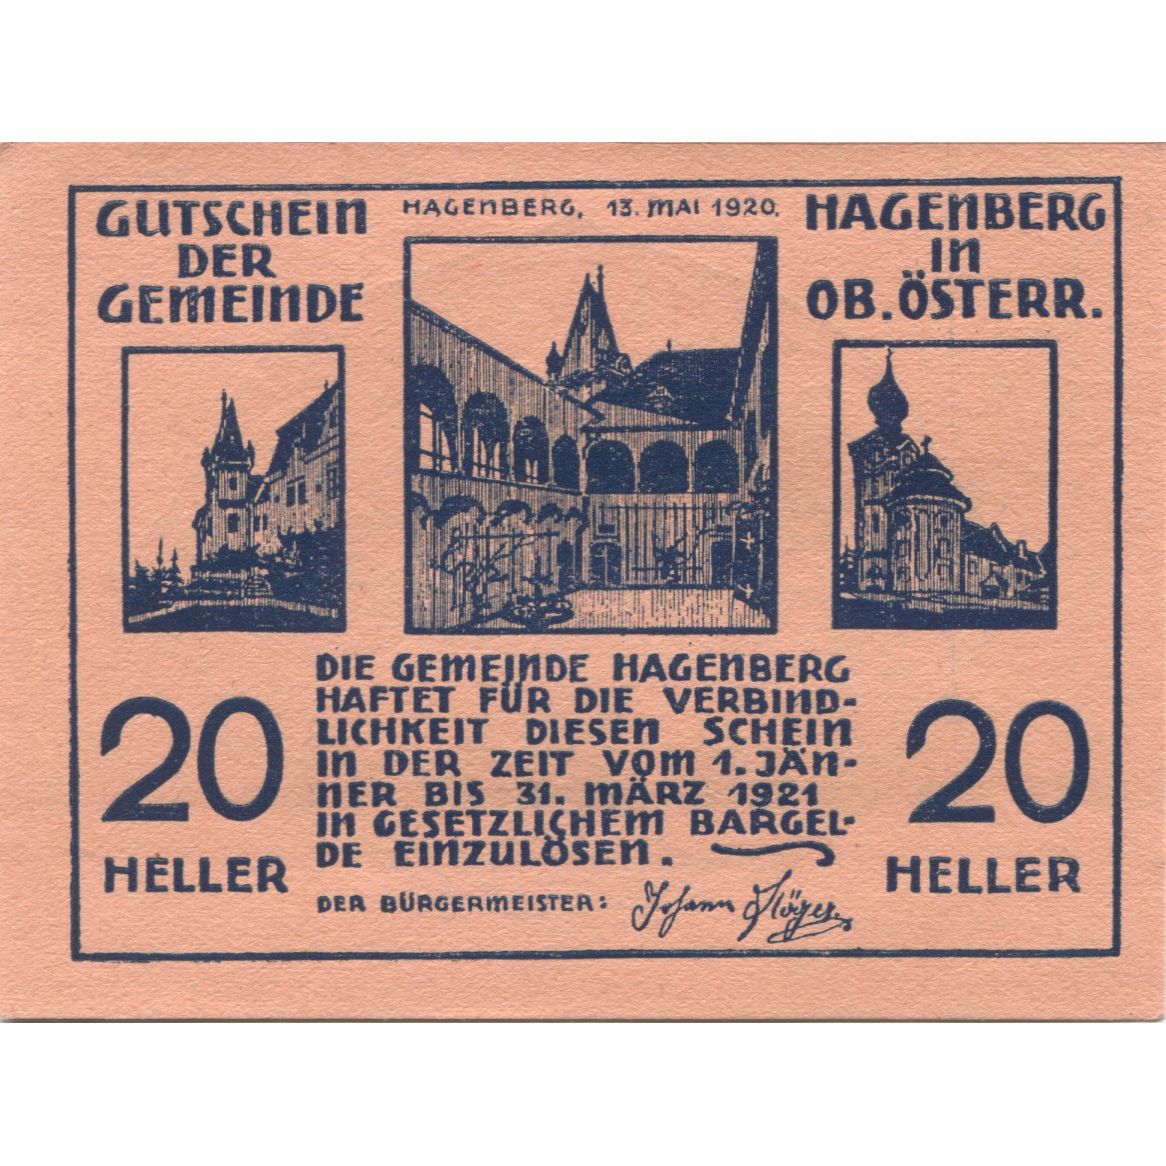 GUTSCHEIN
DER
GEMEINDE
HAGENBERG, 13. MAI 1920.
HAGENBERG
IN
OB. ÖSTERR.
20
HELLER
DIE GEMEINDE HAGENBERG
HAFTET FÜR DIE VERBIND-
LICHKEIT DIESEN SCHEIN
IN DER ZEIT VOM 1. JÄN-
NER BIS 31. MÄRZ 1921
IN GESETZLICHEM BARGEL-
DE EINZULÖSEN.
DER BÜRGERMEISTER: Johann
20
HELLER